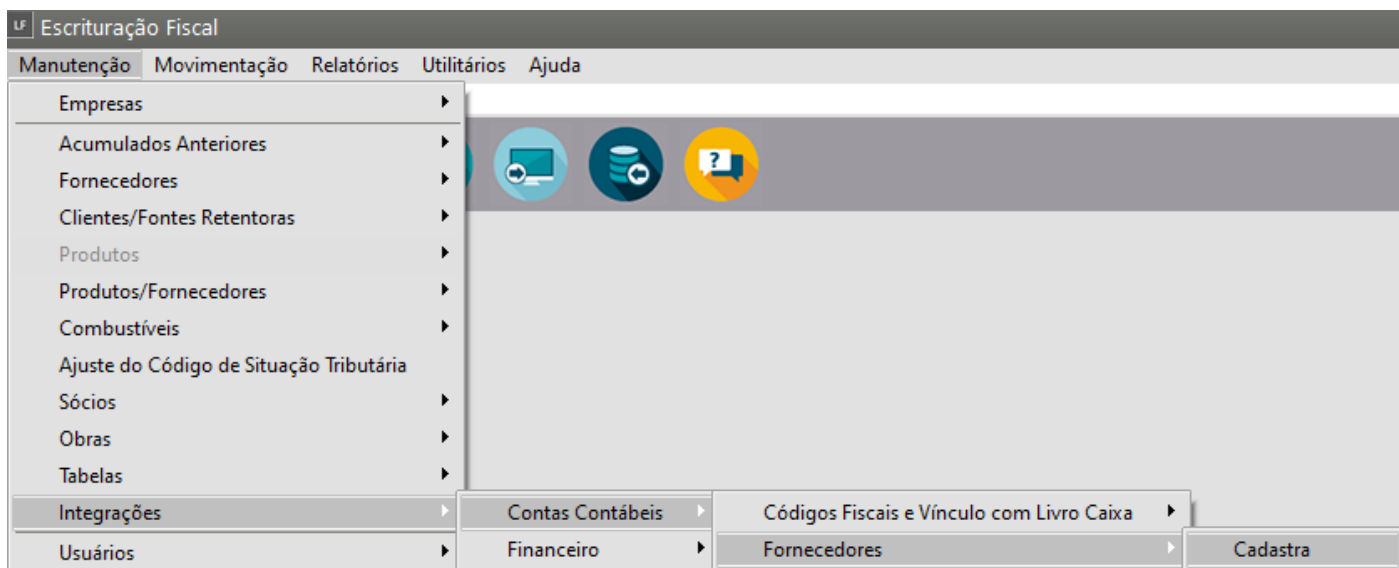 LF Escrituração Fiscal
Manutenção Movimentação Relatórios Utilitários Ajuda
Empresas
Acumulados Anteriores
Fornecedores
Clientes/Fontes Retentoras
Produtos
Produtos/Fornecedores
Combustíveis
Ajuste do Código de Situação Tributária
Sócios
Obras
Tabelas
Integrações Contas Contábeis Códigos Fiscais e Vínculo com Livro Caixa
Usuários Financeiro Fornecedores Cadastra
?